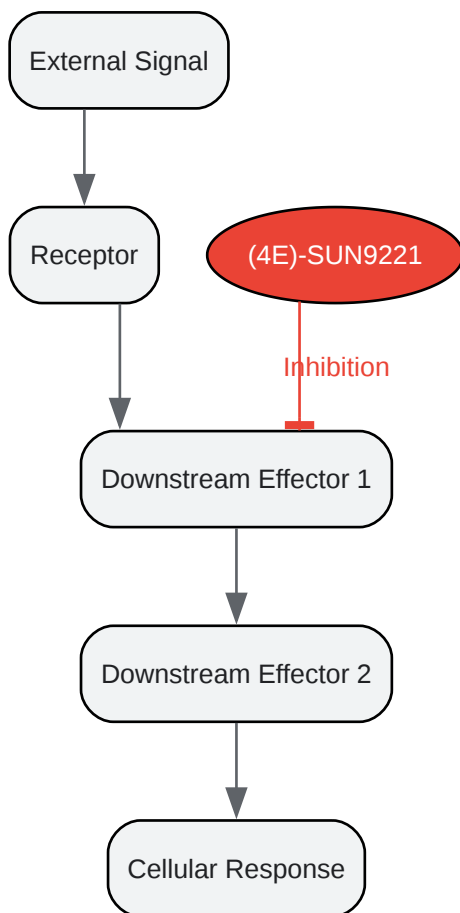 External Signal
Receptor
(4E)-SUN9221
Inhibition
Downstream Effector 1
Downstream Effector 2
Cellular Response